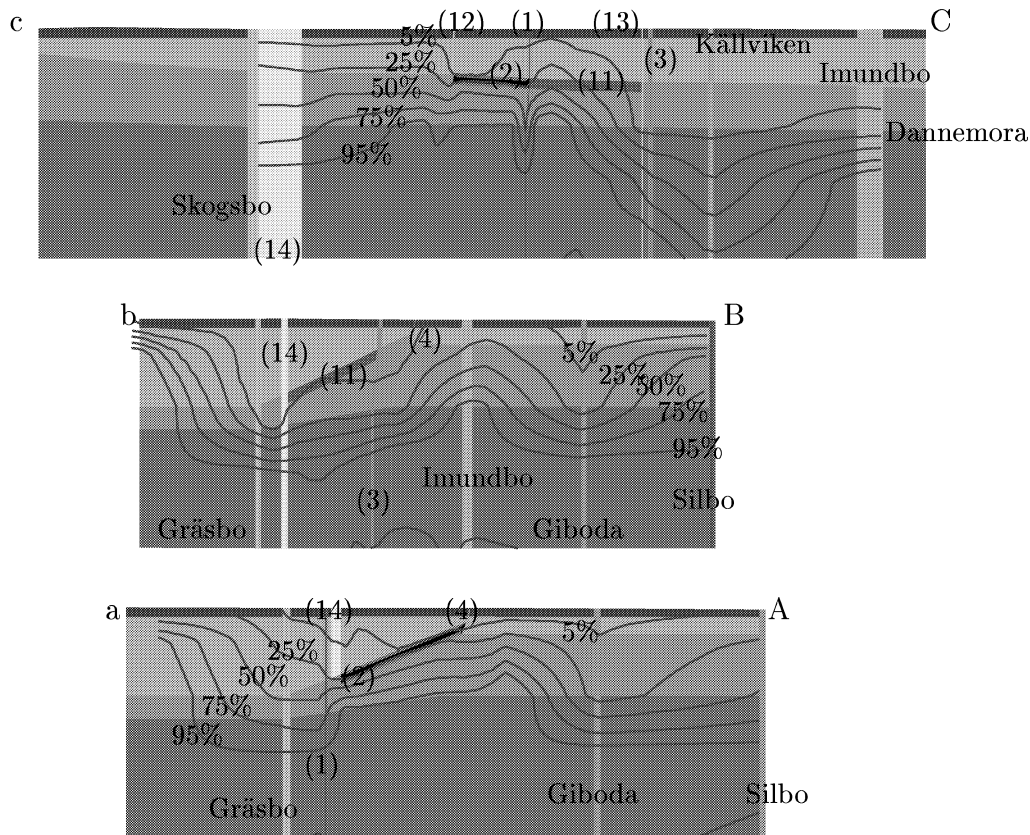 c (12) (1) (13) C
5% Källviken
25% (2) (11) (3) Imundbo
50%
75% Dannemora
95%
Skogsbo
(14)
b B
(14) (4) 5%
(11) 25% 50%
75%
95%
Imundbo
(3) Silbo
Gräsbo Giboda
a (14) (4) A
5%
25%
50% (2)
75%
95%
(1)
Gräsbo Giboda Silbo